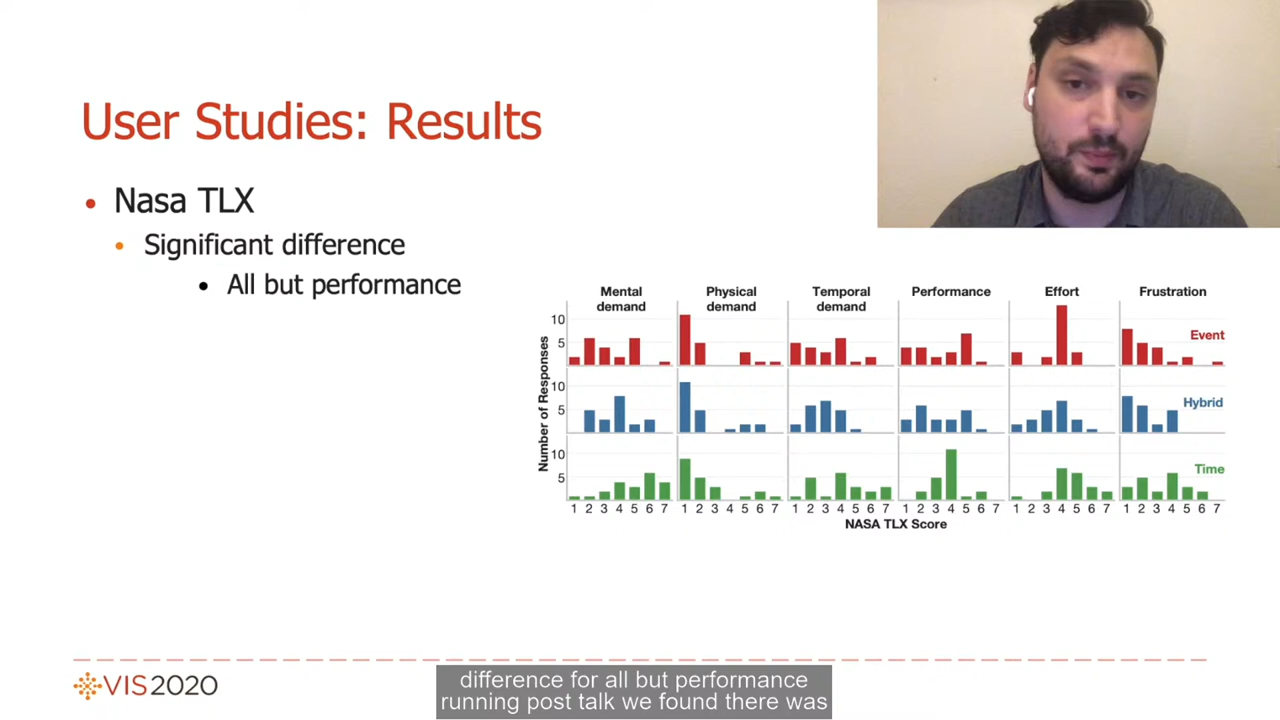 User Studies: Results
Nasa TLX
Significant difference
All but performance
Mental demand
Physical demand
Temporal demand
Performance
Effort
Frustration
Number of Responses
10
5
Event
10
5
Hybrid
10
5
Time
1 2 3 4 5 6 7 1 2 3 4 5 6 7 1 2 3 4 5 6 7 1 2 3 4 5 6 7 1 2 3 4 5 6 7 1 2 3 4 5 6 7
NASA TLX Score
VIS2020
difference for all but performance
running post talk we found there was